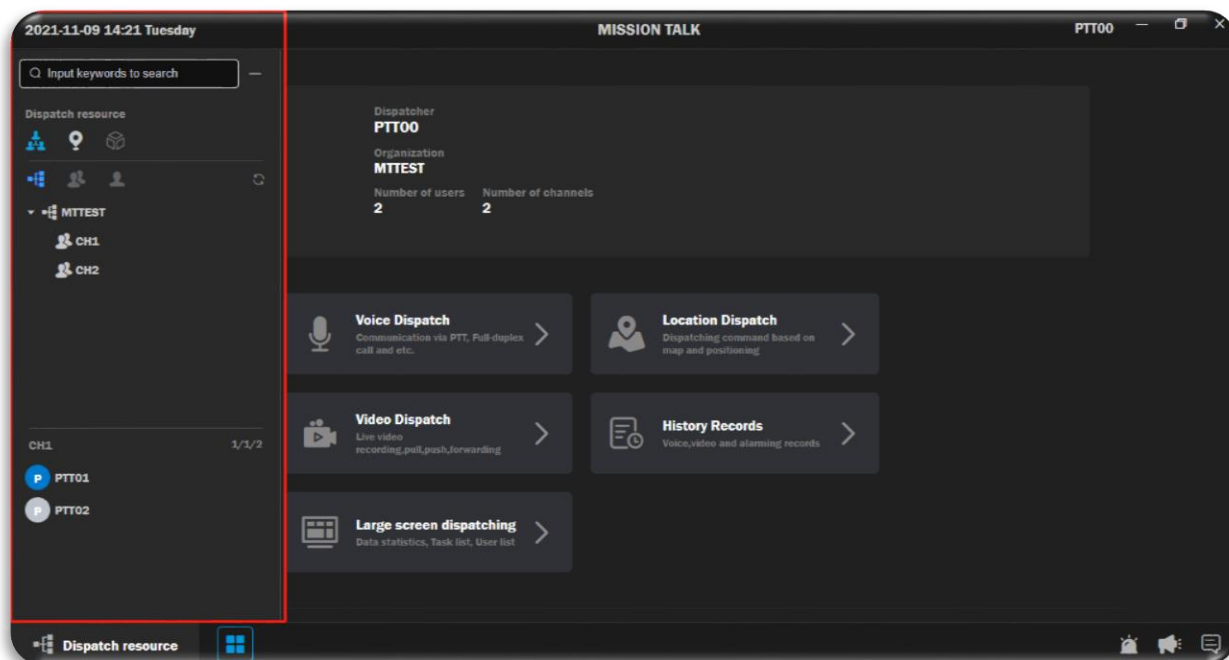 2021-11-09 14:21 Tuesday
MISSION TALK
PTT00
Input keywords to search
Dispatch resource
MTTEST
CH1
CH2
CH1 1/1/2
P PTT01
P PTT02
Dispatcher
PTT00
Organization
MTTEST
Number of users Number of channels
2 2
Voice Dispatch
Communication via PTT, Full-duplex
call and etc.
Location Dispatch
Dispatching command based on
map and positioning
Video Dispatch
Live video
recording,pull,push,forwarding
History Records
Voice,video and alarming records
Large screen dispatching
Data statistics, Task list, User list
Dispatch resource